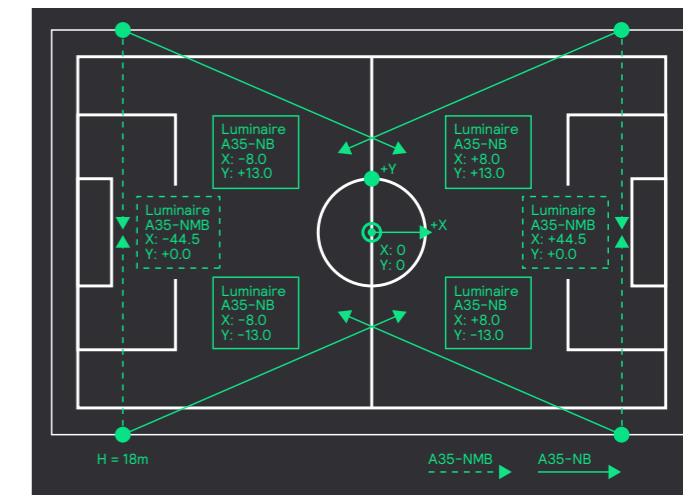 Luminaire
A35-NB
X: -8.0
Y: +13.0
Luminaire
A35-NB
X: +8.0
Y: +13.0
+Y
Luminaire
A35-NMB
X: -44.5
Y: +0.0
+X
X: 0
Y: 0
Luminaire
A35-NMB
X: +44.5
Y: +0.0
Luminaire
A35-NB
X: -8.0
Y: -13.0
Luminaire
A35-NB
X: +8.0
Y: -13.0
H = 18m
A35-NMB
A35-NB